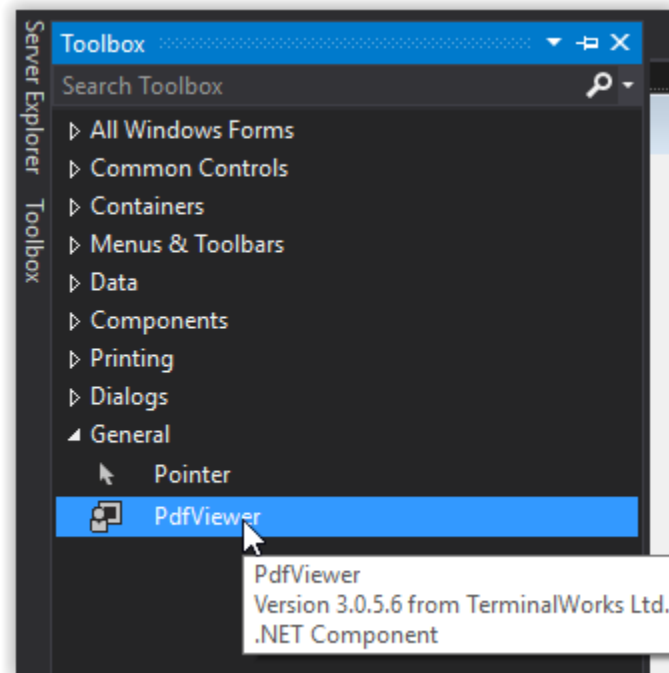 Server Explorer
Toolbox
Toolbox
Search Toolbox
All Windows Forms
Common Controls
Containers
Menus & Toolbars
Data
Components
Printing
Dialogs
General
Pointer
PdfViewer
PdfViewer
Version 3.0.5.6 from TerminalWorks Ltd.
.NET Component